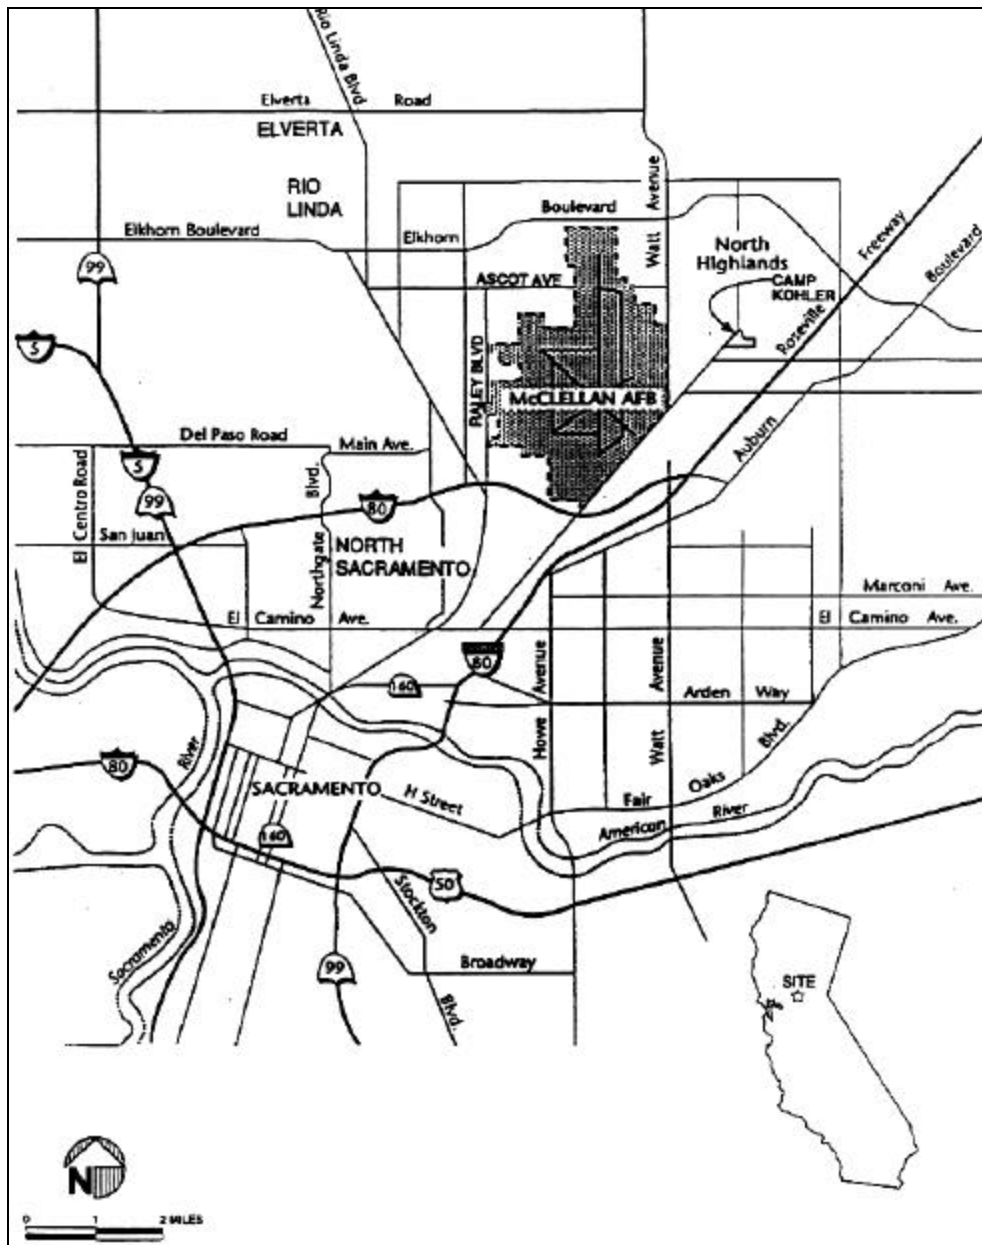 Rio Linda Blvd
Elverta Road
ELVERTA
RIO
LINDA
Boulevard
Avenue
Elkhorn Boulevard
Elkhorn
Watt
North
Highlands
Freeway
Boulevard
99
ASCOT AVE
CAMP
KOHLER
5
Roseville
RALEY BLVD
McCLELLAN AFB
Auburn
Del Paso Road
Main Ave.
5
Blvd.
99
80
El Centro Road
San Juan
Northgate
NORTH
SACRAMENTO
Marconi Ave.
El Camino Ave.
El Camino Ave.
80
160
Avenue
Avenue
Arden Way
River
Howe
Watt
Blvd.
80
SACRAMENTO
H Street
Fair Oaks
American River
160
50
Stockton
Sacramento
99
Broadway
SITE
Blvd.
N
0 1 2 MILES